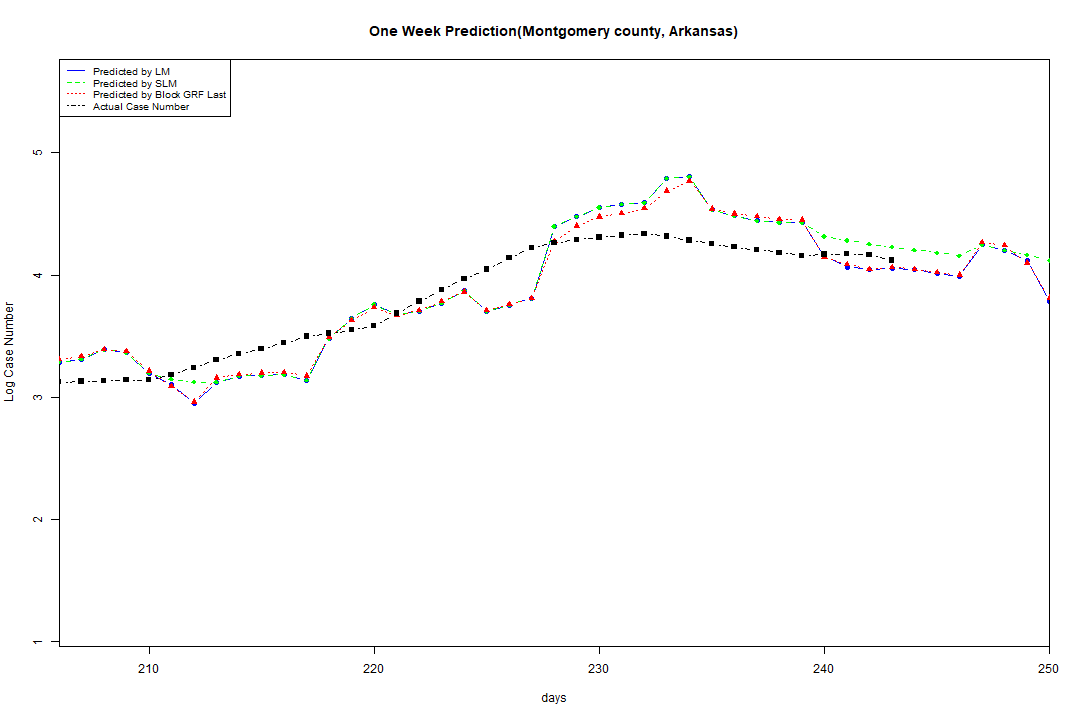 One Week Prediction(Montgomery county, Arkansas)
Predicted by LM
Predicted by SLM
Predicted by Block GRF Last
Actual Case Number
5
4
3
2
1
Log Case Number
210 220 230 240 250
days